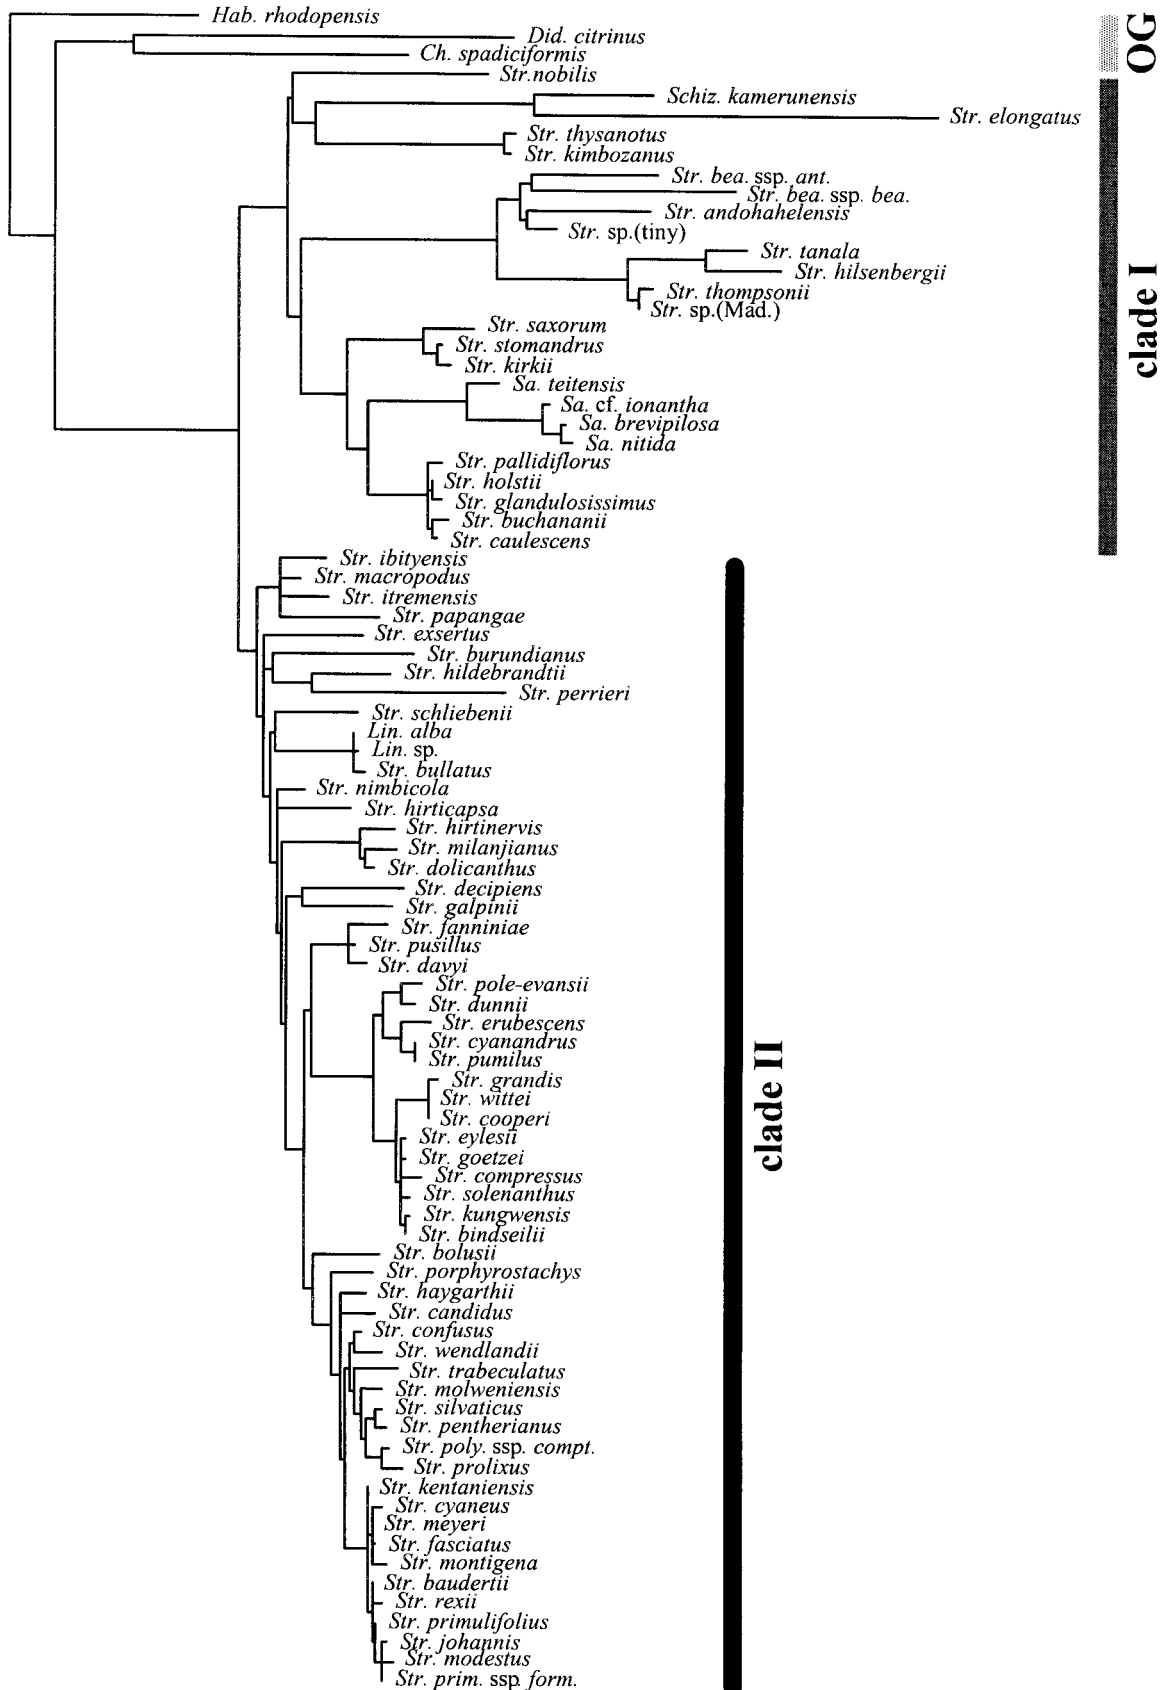 Hab. rhodopensis
Did. citrinus
Ch. spadiciformis
Str.nobilis
Schiz. kamerunensis
Str. elongatus
Str. thysanotus
Str. kimbozanus
Str. bea. ssp. ant.
Str. bea. ssp. bea.
Str. andohahelensis
Str. sp.(tiny)
Str. tanala
Str. hilsenbergii
Str. thompsonii
Str. sp.(Mad.)
Str. saxorum
Str. stomandrus
Str. kirkii
Sa. teitensis
Sa. cf. ionantha
Sa. brevipilosa
Sa. nitida
Str. pallidiflorus
Str. holstii
Str. glandulosissimus
Str. buchananii
Str. caulescens
Str. ibityensis
Str. macropodus
Str. itremensis
Str. papangae
Str. exsertus
Str. burundianus
Str. hildebrandtii
Str. perrieri
Str. schliebenii
Lin. alba
Lin. sp.
Str. bullatus
Str. nimbicola
Str. hirticapsa
Str. hirtinervis
Str. milanjianus
Str. dolicanthus
Str. decipiens
Str. galpinii
Str. fanniniae
Str. pusillus
Str. davyi
Str. pole-evansii
Str. dunnii
Str. erubescens
Str. cyanandrus
Str. pumilus
Str. grandis
Str. wittei
Str. cooperi
Str. eylesii
Str. goetzei
Str. compressus
Str. solenanthus
Str. kungwensis
Str. bindseilii
Str. bolusii
Str. porphyrostachys
Str. haygarthii
Str. candidus
Str. confusus
Str. wendlandii
Str. trabeculatus
Str. molweniensis
Str. silvaticus
Str. pentherianus
Str. poly. ssp. compt.
Str. prolixus
Str. kentaniensis
Str. cyaneus
Str. meyeri
Str. fasciatus
Str. montigena
Str. baudertii
Str. rexii
Str. primulifolius
Str. johannis
Str. modestus
Str. prim. ssp. form.
OG
clade I
clade II